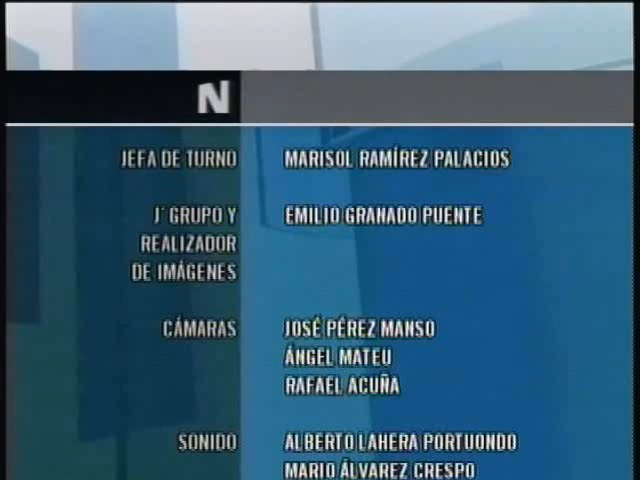 N
JEFA DE TURNO MARISOL RAMÍREZ PALACIOS
J' GRUPO Y EMILIO GRANADO PUENTE
REALIZADOR
DE IMÁGENES
CÁMARAS JOSÉ PÉREZ MANSO
ÁNGEL MATEU
RAFAEL ACUÑA
SONIDO ALBERTO LAHERA PORTUONDO
MARIO ÁLVAREZ CRESPO